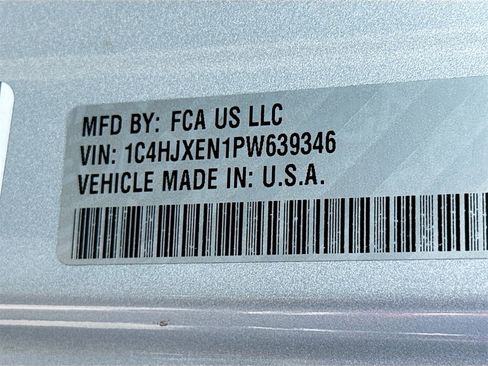 MFD BY: FCA US LLC
VIN: 1C4HJXEN1PW639346
VEHICLE MADE IN: U.S.A.